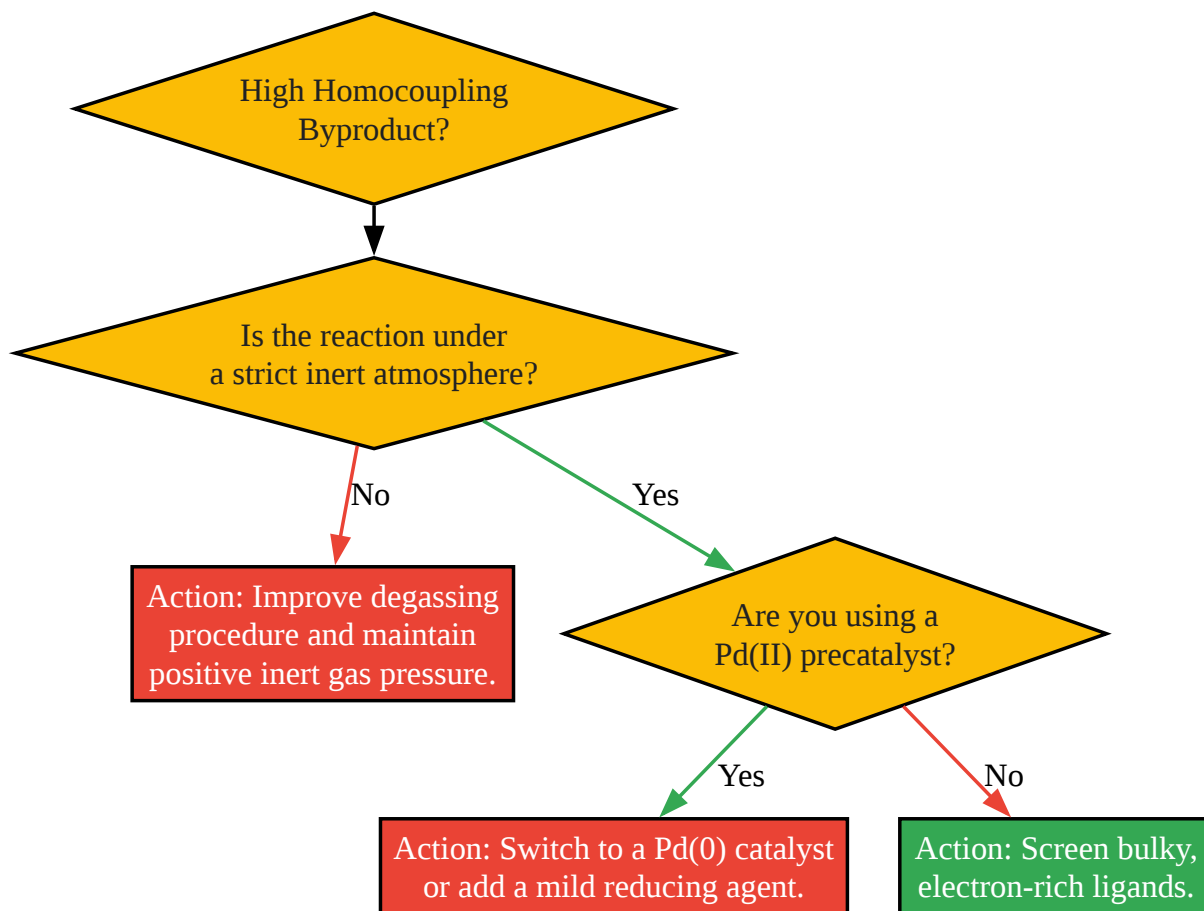 High Homocoupling
Byproduct?
Is the reaction under
a strict inert atmosphere?
No
Yes
Action: Improve degassing
procedure and maintain
positive inert gas pressure.
Are you using a
Pd(II) precatalyst?
Yes
No
Action: Switch to a Pd(0) catalyst
or add a mild reducing agent.
Action: Screen bulky,
electron-rich ligands.